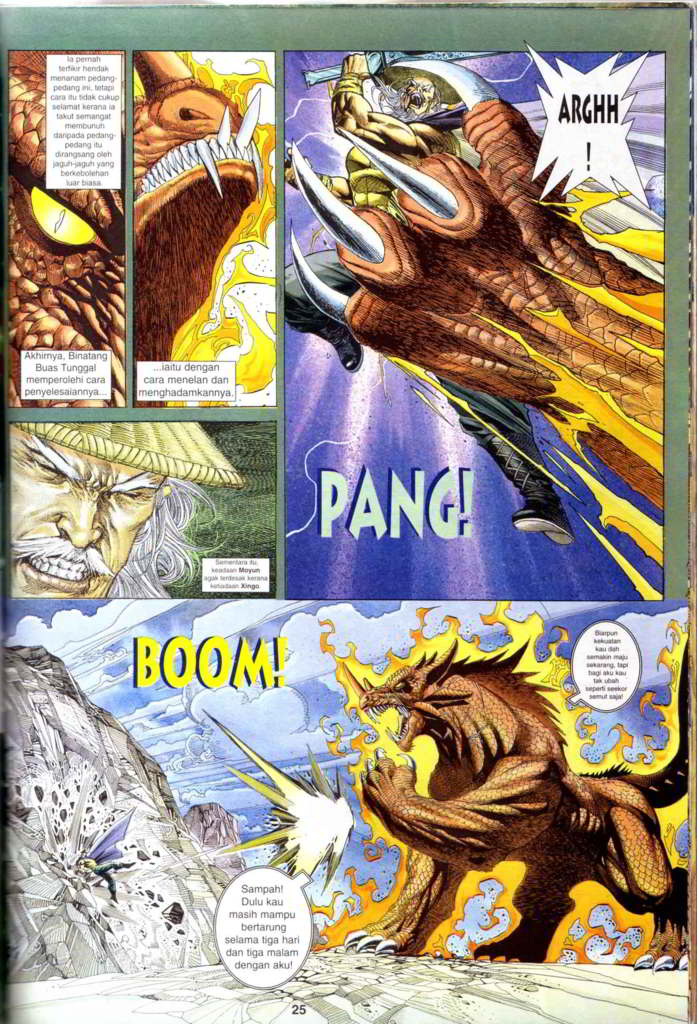 Ia pernah
terfikir hendak
menanam pedang-
pedang ini, tetapi
cara itu tidak cukup
selamat kerana ia
takut semangat
membunuh
daripada pedang-
pedang itu
dirangsang oleh
jaguh-jaguh yang
berkebolehan
luar biasa.
Akhirnya, Binatang
Buas Tunggal
memperolehi cara
penyelesaiannya...
...iaitu dengan
cara menelan dan
menghadamkannya.
ARGHH
!
PANG!
Sementara itu,
keadaan Moyun
agak terdesak kerana
ketiadaan Xingo.
BOOM!
Biarpun
kekuatan
kau dah
semakin maju
sekarang, tapi
bagi aku kau
tak ubah
seperti seekor
semut saja!
Sampah!
Dulu kau
masih mampu
bertarung
selama tiga hari
dan tiga malam
dengan aku!
25